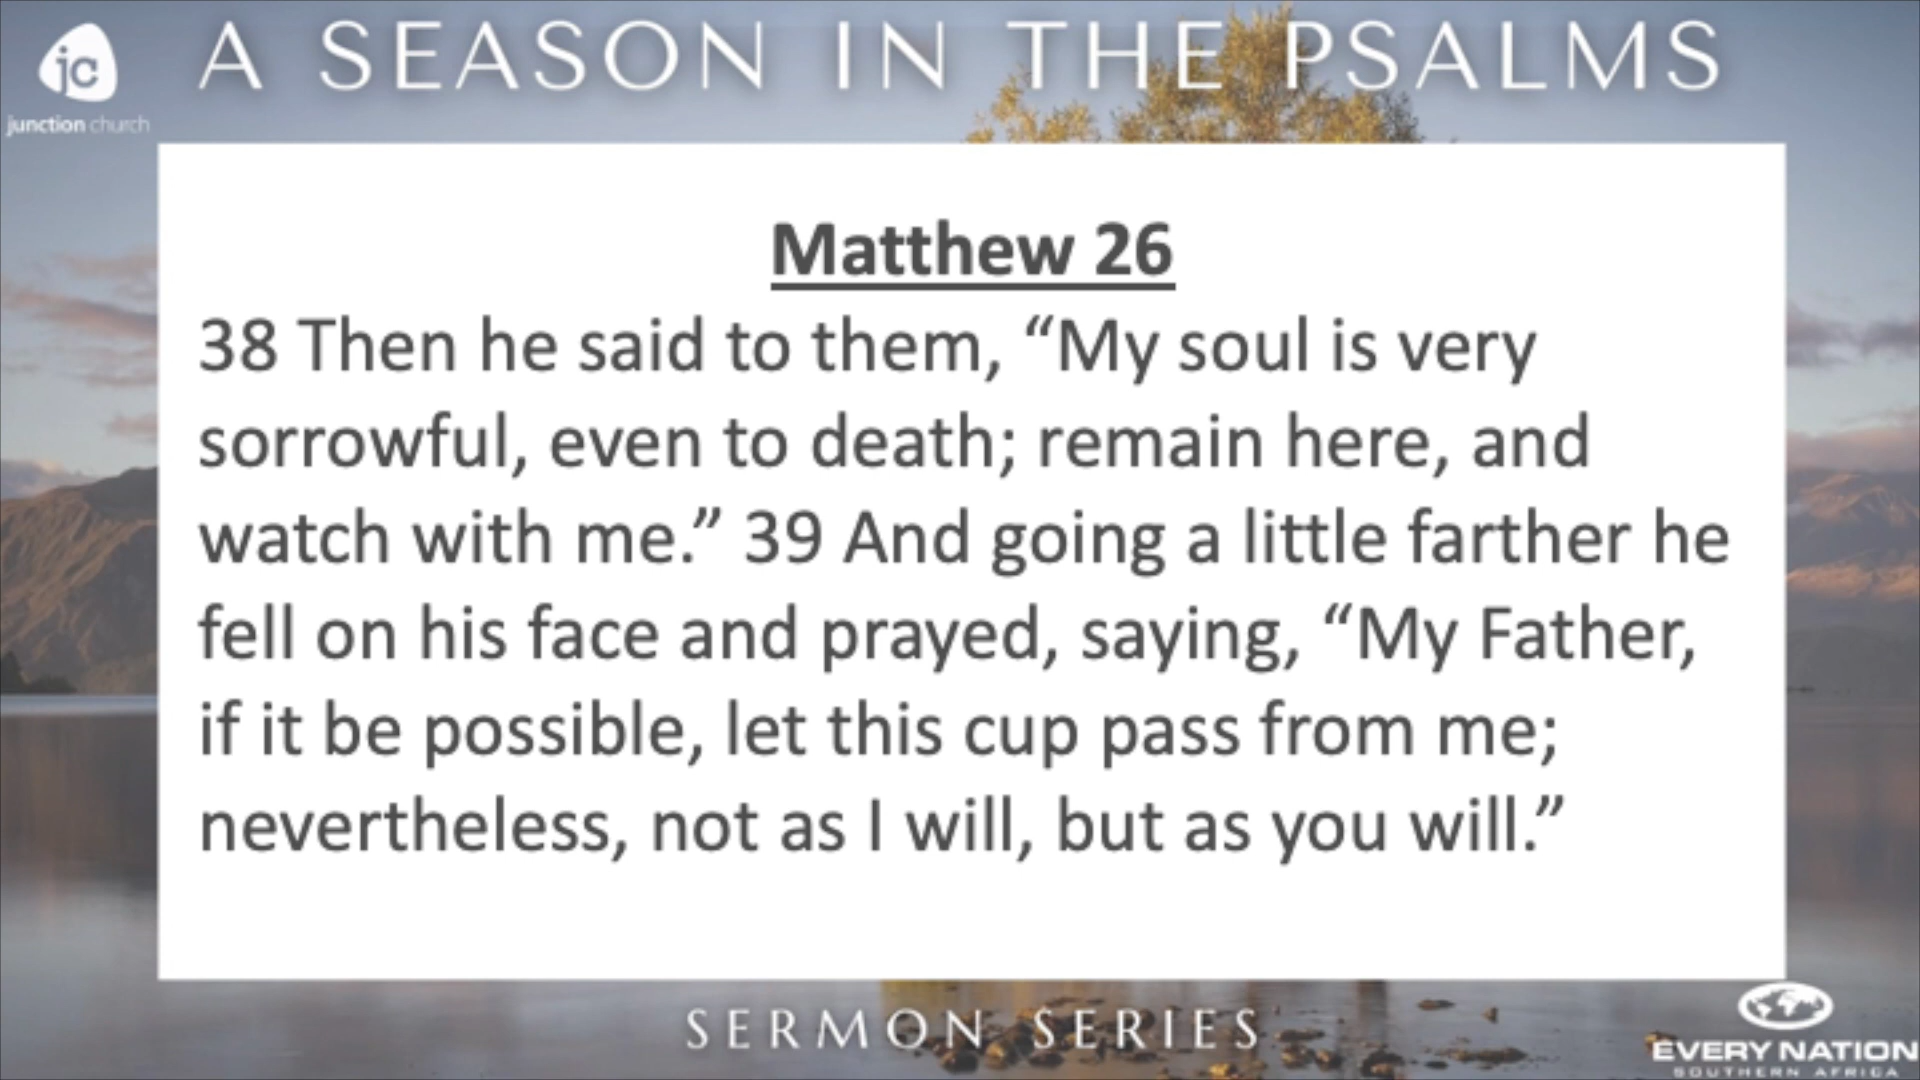 A SEASON IN THE PSALMS
jc
junction church
Matthew 26
38 Then he said to them, “My soul is very
sorrowful, even to death; remain here, and
watch with me.” 39 And going a little farther he
fell on his face and prayed, saying, “My Father,
if it be possible, let this cup pass from me;
nevertheless, not as I will, but as you will.”
SERMON SERIES
EVERY NATION
SOUTHERN AFRICA